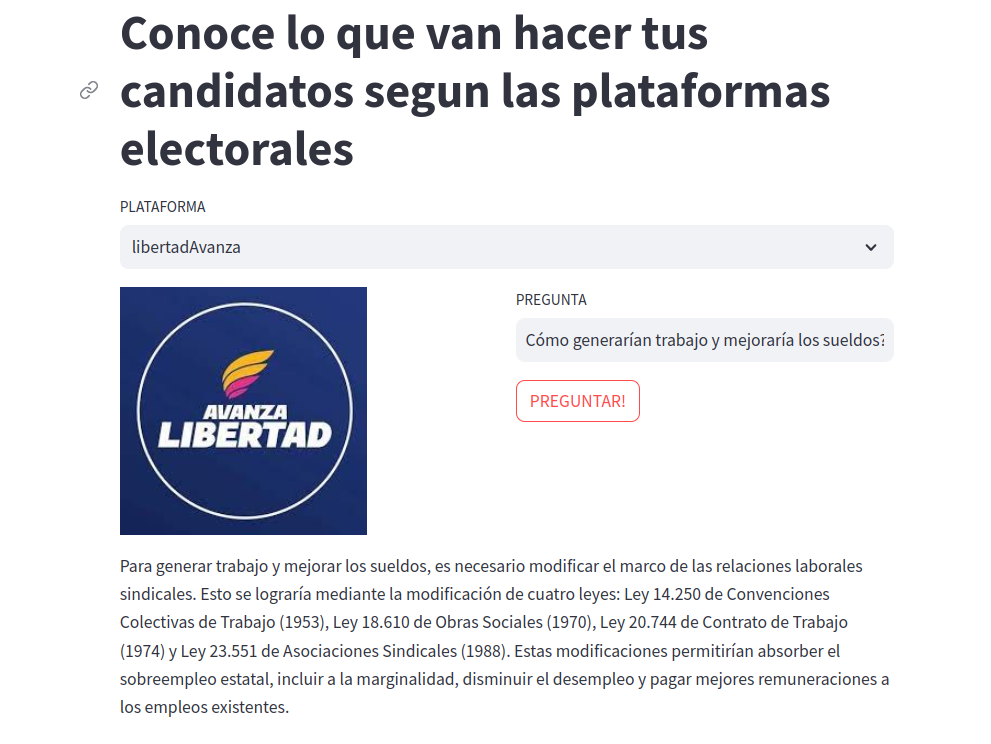 Conoce lo que van hacer tus
candidatos segun las plataformas
electorales
PLATAFORMA
libertadAvanza
PREGUNTA
Cómo generarían trabajo y mejoraría los sueldos?
PREGUNTAR!
AVANZA
LIBERTAD
Para generar trabajo y mejorar los sueldos, es necesario modificar el marco de las relaciones laborales
sindicales. Esto se lograría mediante la modificación de cuatro leyes: Ley 14.250 de Convenciones
Colectivas de Trabajo (1953), Ley 18.610 de Obras Sociales (1970), Ley 20.744 de Contrato de Trabajo
(1974) y Ley 23.551 de Asociaciones Sindicales (1988). Estas modificaciones permitirían absorber el
sobreempleo estatal, incluir a la marginalidad, disminuir el desempleo y pagar mejores remuneraciones a
los empleos existentes.